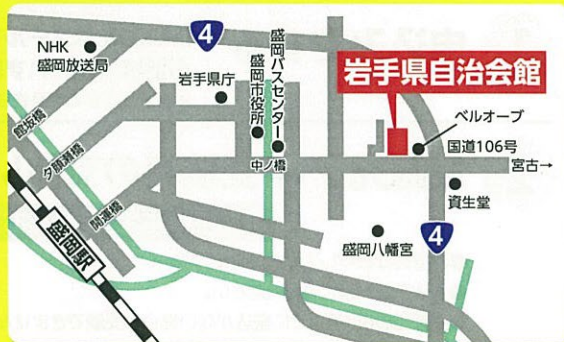 4
NHK
盛岡放送局
岩手県庁
盛岡市役所
盛岡バスセンター
岩手県自治会館
ベルオーブ
国道106号
宮古→
館坂橋
夕顔瀬橋
開運橋
中ノ橋
資生堂
盛岡駅
盛岡八幡宮
4